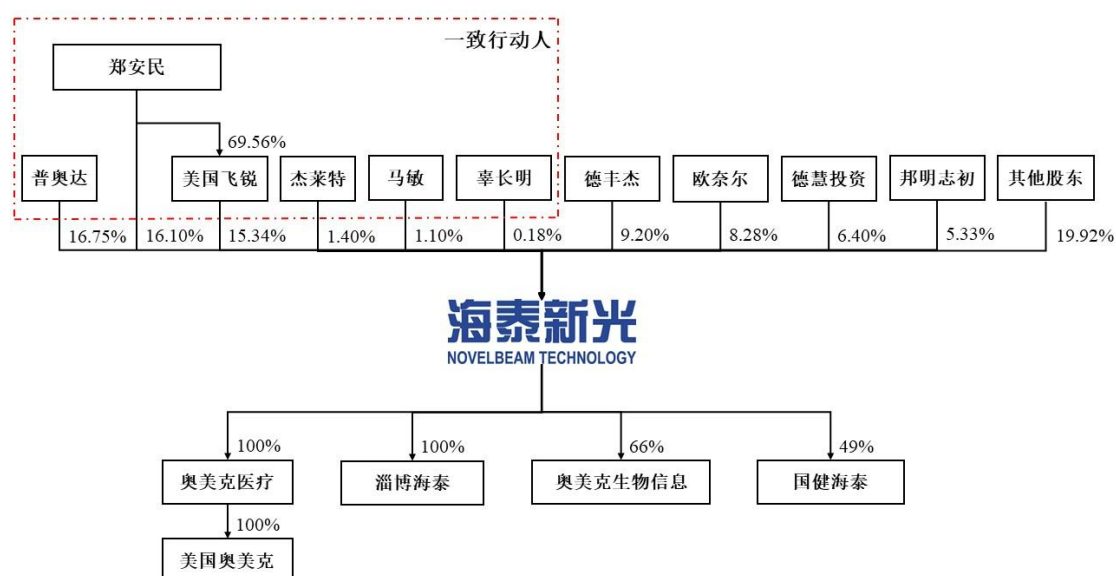 一致行动人
郑安民
69.56%
普奥达
美国飞锐
杰莱特
马敏
辜长明
德丰杰
欧奈尔
德慧投资
邦明志初
其他股东
16.75%
16.10%
15.34%
1.40%
1.10%
0.18%
9.20%
8.28%
6.40%
5.33%
19.92%
海泰新光
NOVELBEAM TECHNOLOGY
100%
100%
66%
49%
奥美克医疗
淄博海泰
奥美克生物信息
国健海泰
100%
美国奥美克